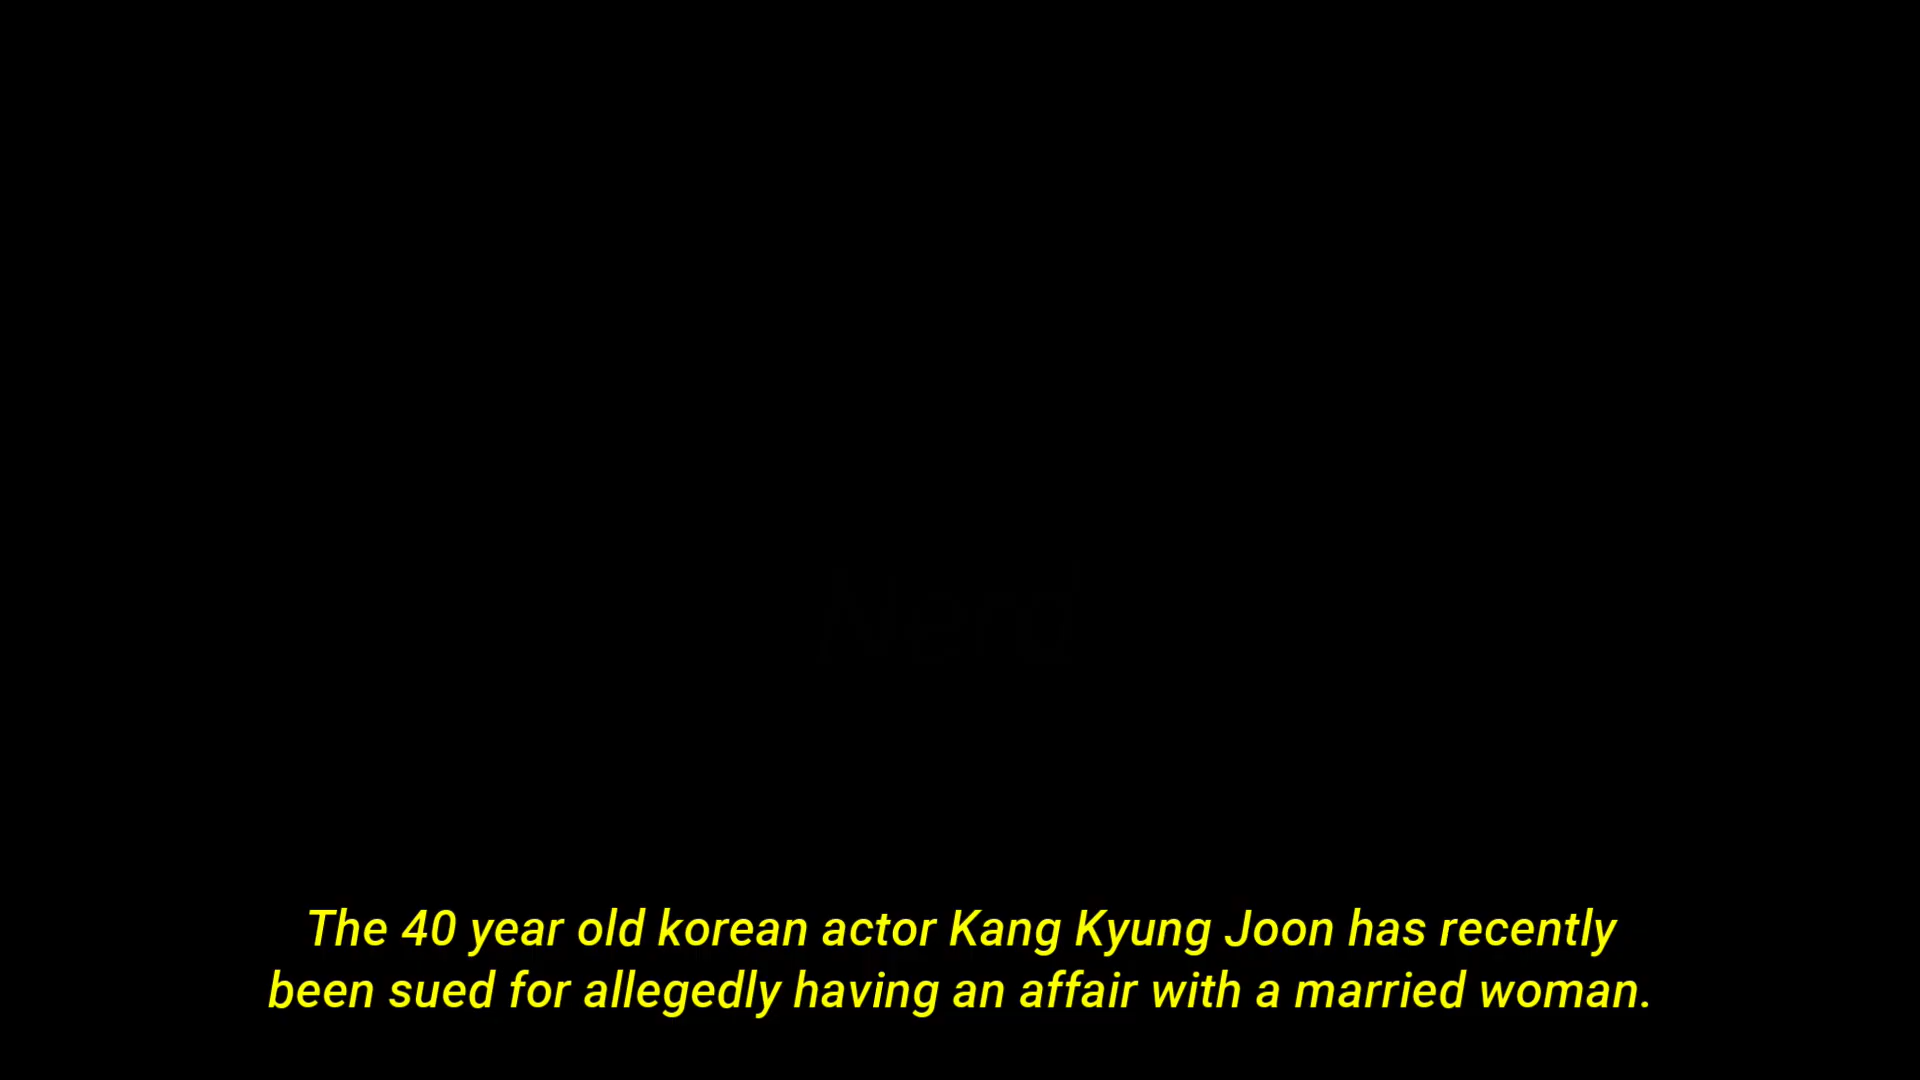 Nerd
The 40 year old korean actor Kang Kyung Joon has recently
been sued for allegedly having an affair with a married woman.